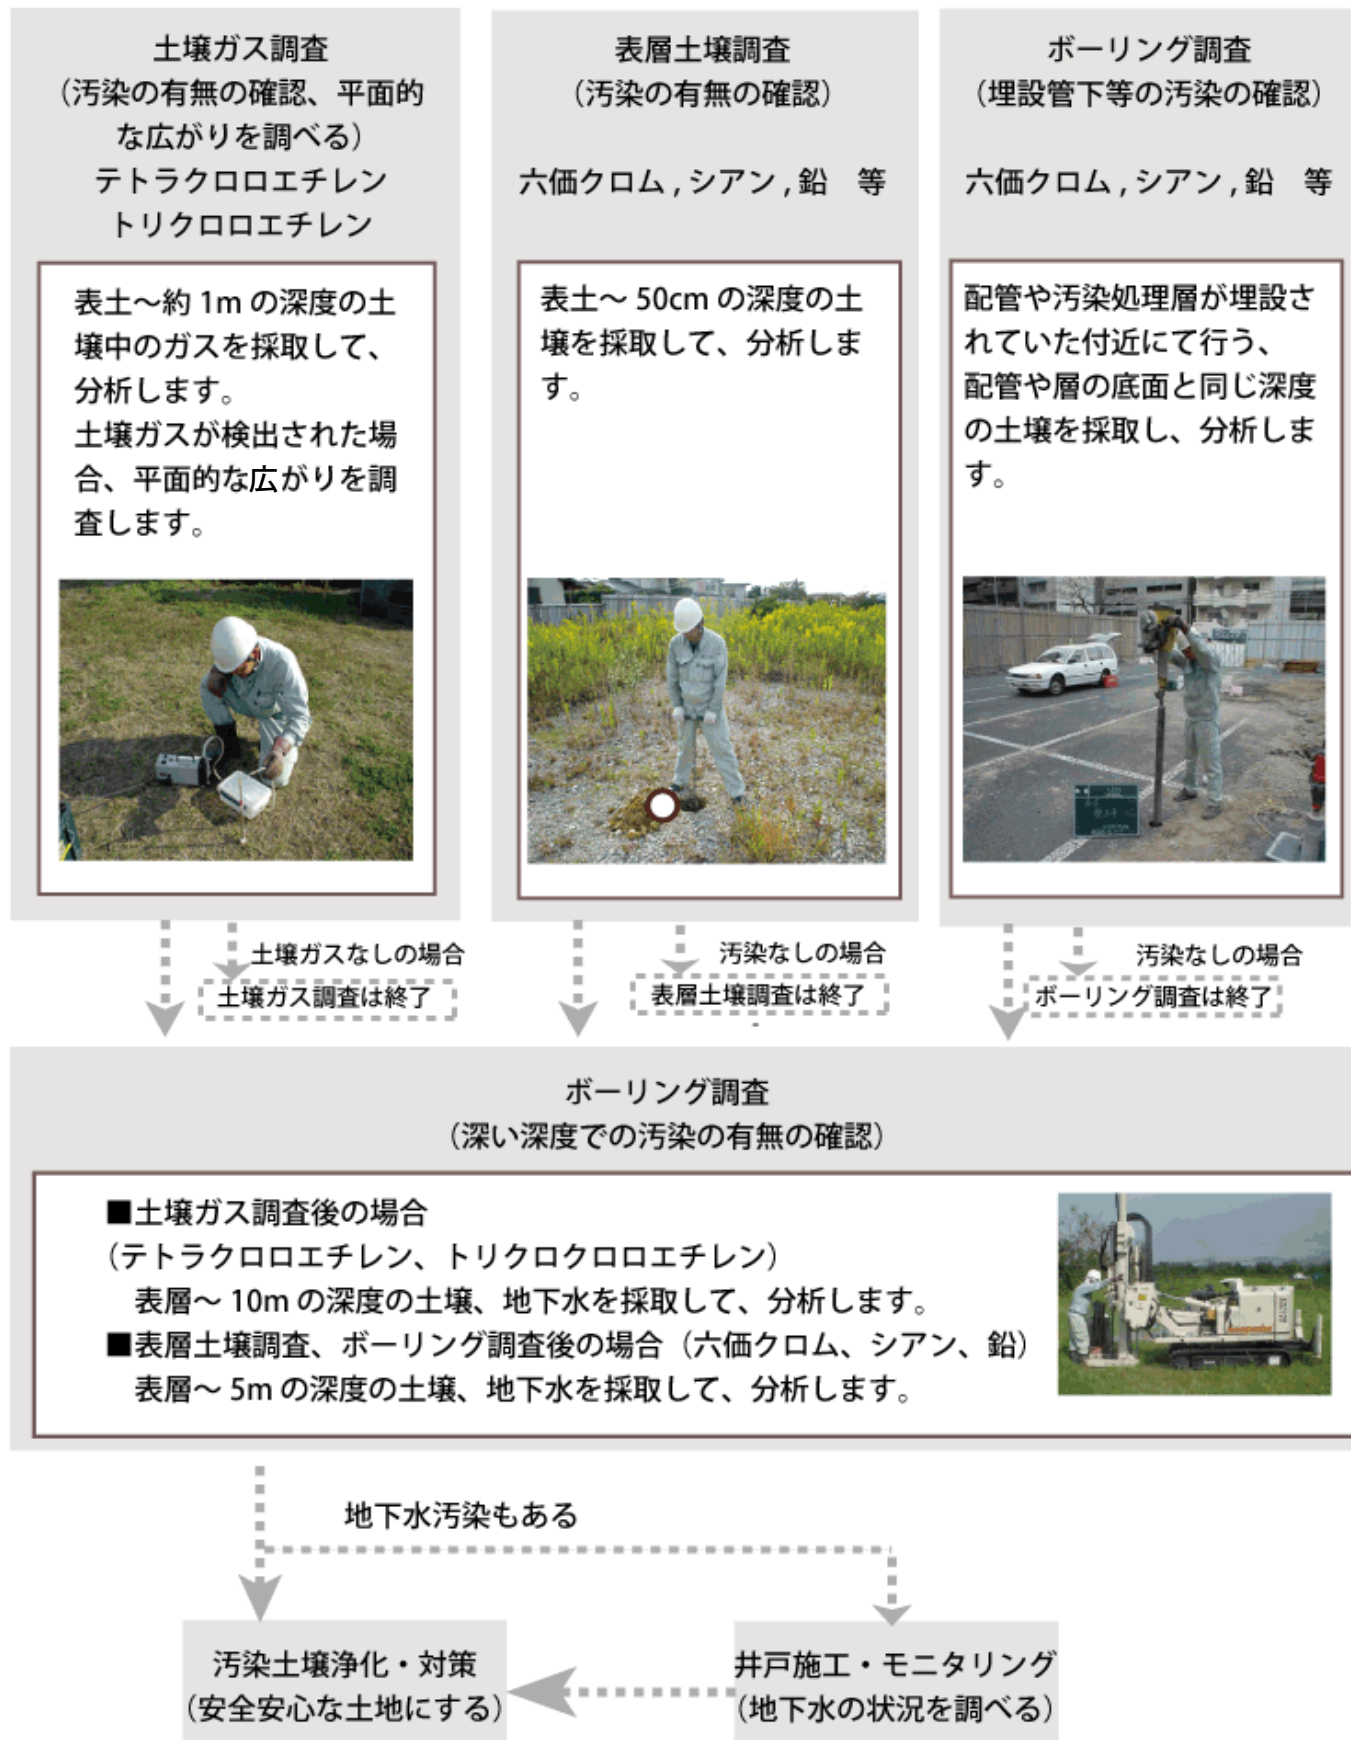 土壌ガス調査
（汚染の有無の確認、平面的
な広がりを調べる）
テトラクロロエチレン
トリクロロエチレン
表土～約 1m の深度の土
壌中のガスを採取して、
分析します。
土壌ガスが検出された場
合、平面的な広がりを調
査します。
表層土壌調査
（汚染の有無の確認）
六価クロム , シアン , 鉛　等
表土～ 50cm の深度の土
壌を採取して、分析しま
す。
ボーリング調査
（埋設管下等の汚染の確認）
六価クロム , シアン , 鉛　等
配管や汚染処理層が埋設さ
れていた付近にて行う、
配管や層の底面と同じ深度
の土壌を採取し、分析しま
す。
土壌ガスなしの場合
土壌ガス調査は終了
汚染なしの場合
表層土壌調査は終了
汚染なしの場合
ボーリング調査は終了
ボーリング調査
（深い深度での汚染の有無の確認）
■土壌ガス調査後の場合
（テトラクロロエチレン、トリクロクロロエチレン）
表層～ 10m の深度の土壌、地下水を採取して、分析します。
■表層土壌調査、ボーリング調査後の場合（六価クロム、シアン、鉛）
表層～ 5m の深度の土壌、地下水を採取して、分析します。
地下水汚染もある
汚染土壌浄化・対策
（安全安心な土地にする）
井戸施工・モニタリング
（地下水の状況を調べる）